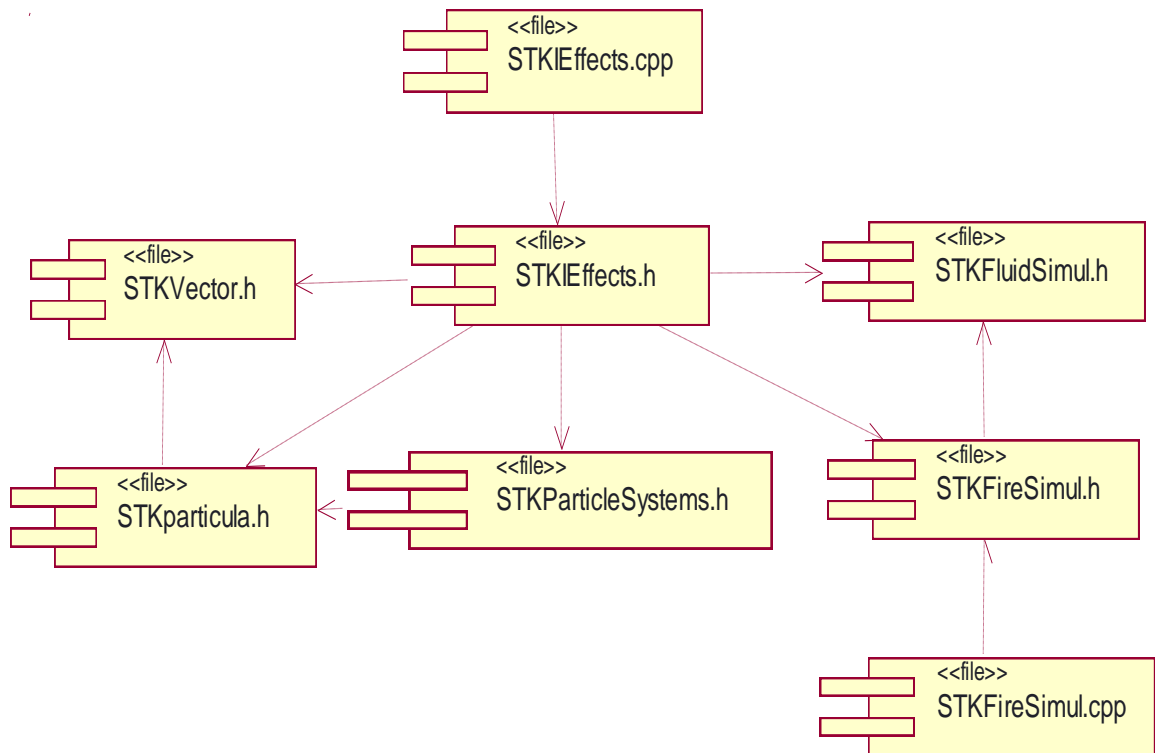 <<file>>
STKIEffects.cpp
<<file>>
STKVector.h
<<file>>
STKIEffects.h
<<file>>
STKFluidSimul.h
<<file>>
STKparticula.h
<<file>>
STKParticleSystems.h
<<file>>
STKFireSimul.h
<<file>>
STKFireSimul.cpp